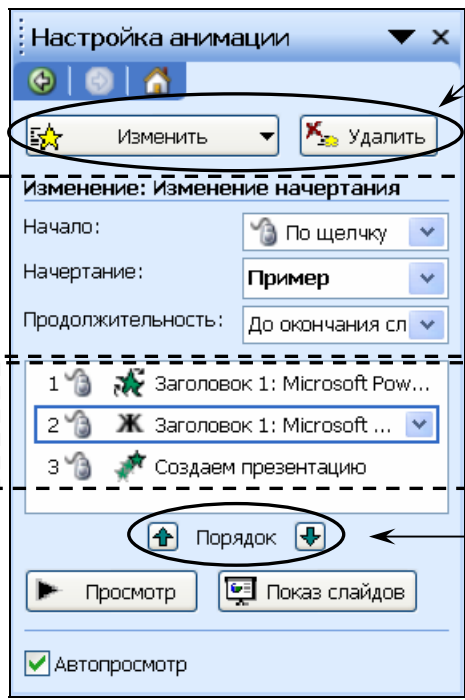 Настройка анимации
Изменить Удалить
Изменение: Изменение начертания
Начало: По щелчку
Начертание: Пример
Продолжительность: До окончания сл
1 Заголовок 1: Microsoft Pow...
2 Ж Заголовок 1: Microsoft ...
3 Создаем презентацию
Порядок
Просмотр Показ слайдов
Автопросмотр